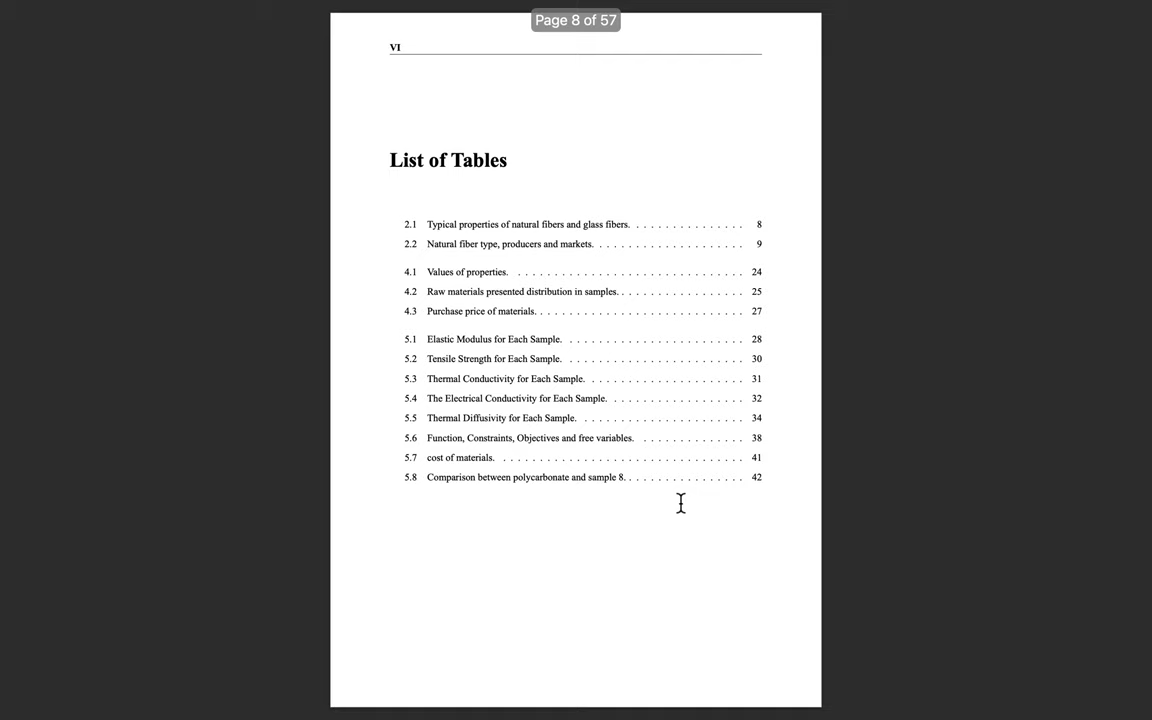 Page 8 of 57
VI
List of Tables
2.1 Typical properties of natural fibers and glass fibers. . . . . . . . . . . . . . . . 8
2.2 Natural fiber type, producers and markets. . . . . . . . . . . . . . . . . . . . . 9
4.1 Values of properties. . . . . . . . . . . . . . . . . . . . . . . . . . . . . . . 24
4.2 Raw materials presented distribution in samples. . . . . . . . . . . . . . . . . . 25
4.3 Purchase price of materials. . . . . . . . . . . . . . . . . . . . . . . . . . . . 27
5.1 Elastic Modulus for Each Sample. . . . . . . . . . . . . . . . . . . . . . . . . 28
5.2 Tensile Strength for Each Sample. . . . . . . . . . . . . . . . . . . . . . . . . 30
5.3 Thermal Conductivity for Each Sample. . . . . . . . . . . . . . . . . . . . . . 31
5.4 The Electrical Conductivity for Each Sample. . . . . . . . . . . . . . . . . . . 32
5.5 Thermal Diffusivity for Each Sample. . . . . . . . . . . . . . . . . . . . . . . 34
5.6 Function, Constraints, Objectives and free variables. . . . . . . . . . . . . . . 38
5.7 cost of materials. . . . . . . . . . . . . . . . . . . . . . . . . . . . . . . . . 41
5.8 Comparison between polycarbonate and sample 8. . . . . . . . . . . . . . . . . 42